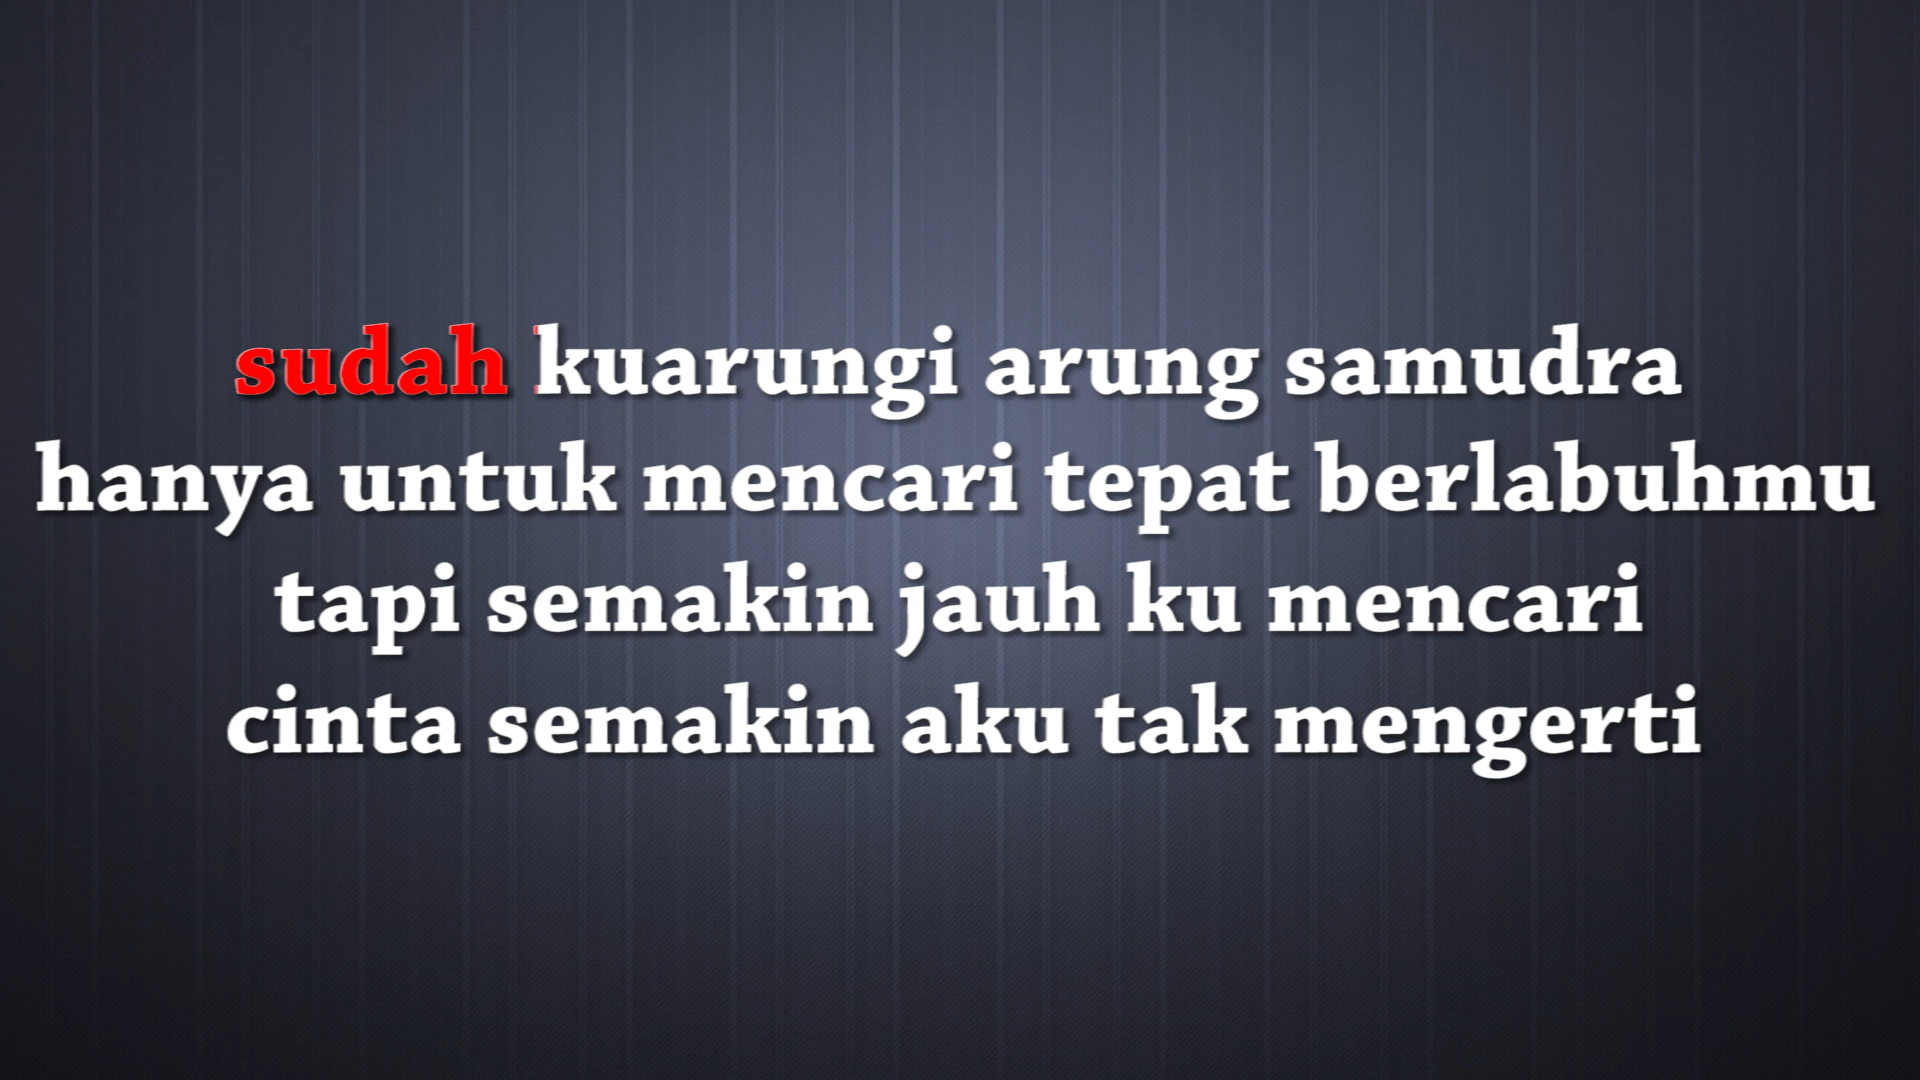 sudah kuarungi arung samudra
hanya untuk mencari tepat berlabuhmu
tapi semakin jauh ku mencari
cinta semakin aku tak mengerti